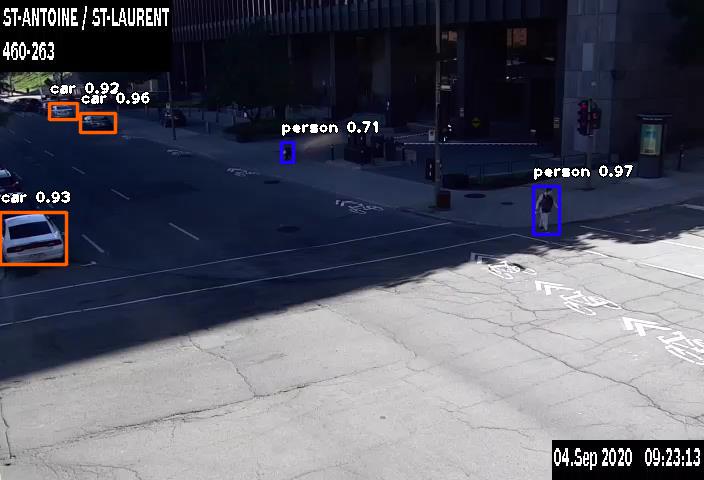 ST-ANTOINE / ST-LAURENT
460-263
car 0.92
car 0.96
person 0.71
person 0.97
car 0.93
04.Sep 2020 09:23:13